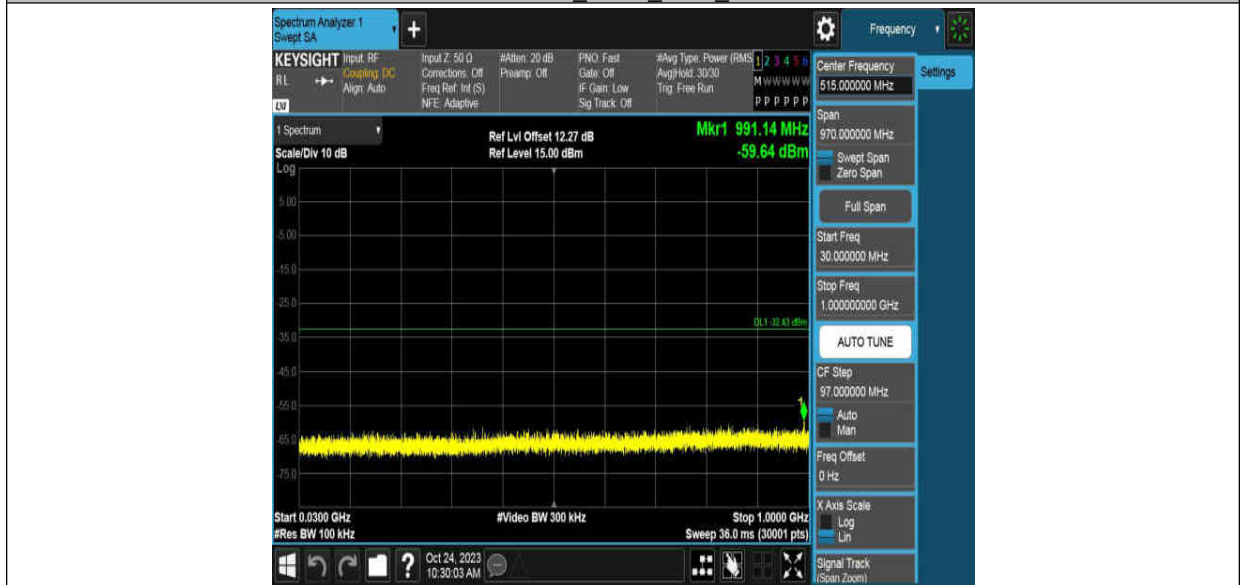 Spectrum Analyzer 1
Swept SA
Frequency
KEYSIGHT
RL
Input: RF
Coupling: DC
Align: Auto
Input Z: 50 Ω
Corrections: Off
Freq Ref: Int (S)
NFE: Adaptive
#Atten: 20 dB
Preamp: Off
PNO: Fast
Gate: Off
IF Gain: Low
Sig Track: Off
#Avg Type: Power (RMS
Avg|Hold: 30/30
Trig: Free Run
1 2 3 4 5 6
M W W W W W
P P P P P P
1 Spectrum
Scale/Div 10 dB
Log
Ref Lvl Offset 12.27 dB
Ref Level 15.00 dBm
Mkr1 991.14 MHz
-59.64 dBm
5.00
-5.00
-15.0
-25.0
DL1 -32.43 dBm
-35.0
-45.0
-55.0
1
-65.0
-75.0
Start 0.0300 GHz
#Res BW 100 kHz
#Video BW 300 kHz
Stop 1.0000 GHz
Sweep 36.0 ms (30001 pts)
Oct 24, 2023
10:30:03 AM
Center Frequency
515.000000 MHz
Settings
Span
970.000000 MHz
Swept Span
Zero Span
Full Span
Start Freq
30.000000 MHz
Stop Freq
1.000000000 GHz
AUTO TUNE
CF Step
97.000000 MHz
Auto
Man
Freq Offset
0 Hz
X Axis Scale
Log
Lin
Signal Track
(Span Zoom)